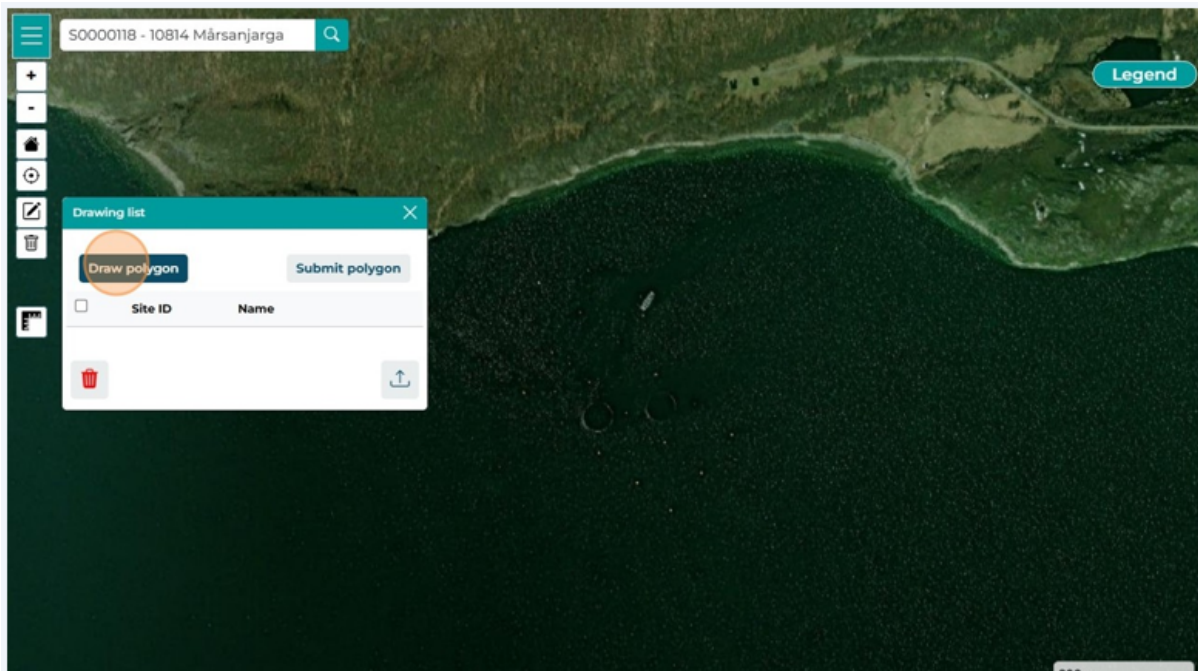 S0000118 - 10814 Mårsanjarga
+
Legend
-
Drawing list
Draw polygon
Submit polygon
Site ID
Name